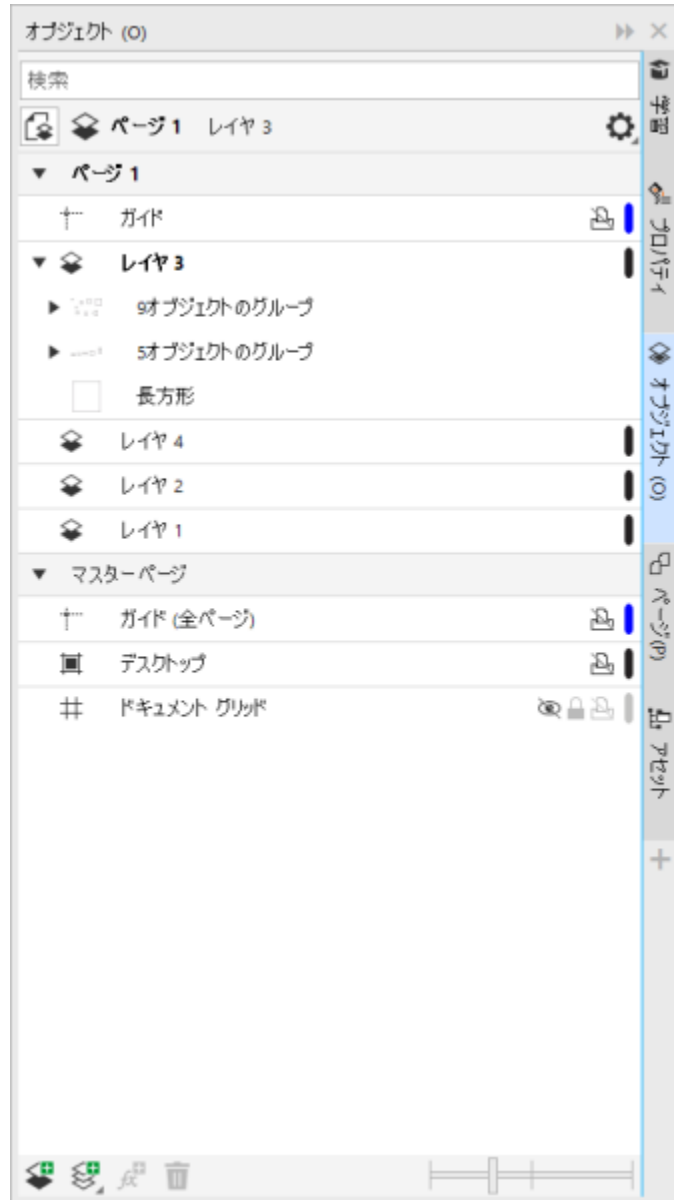 オブジェクト (O)
検索
ページ 1 レイヤ 3
ページ 1
ガイド
レイヤ 3
9オブジェクトのグループ
5オブジェクトのグループ
長方形
レイヤ 4
レイヤ 2
レイヤ 1
マスターページ
ガイド (全ページ)
デスクトップ
ドキュメント グリッド
学習
プロパティ
オブジェクト (O)
ページ(P)
アセット